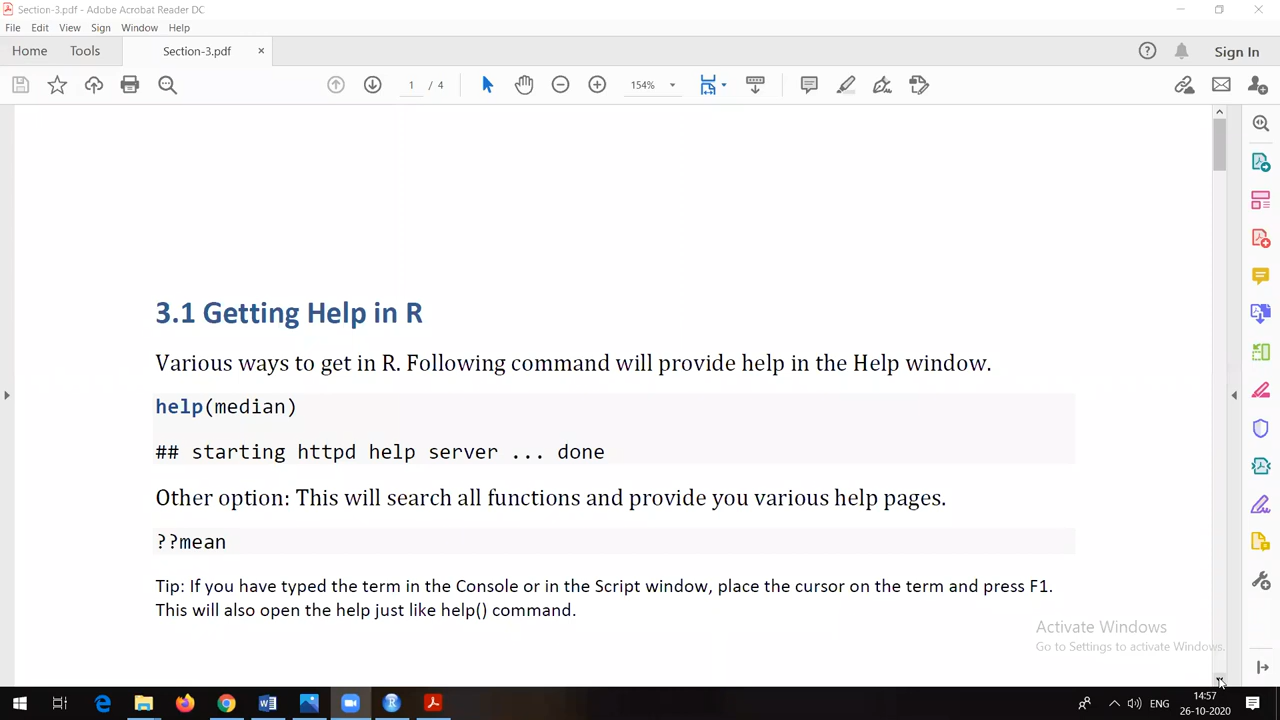 Section-3.pdf - Adobe Acrobat Reader DC
File Edit View Sign Window Help
Home Tools Section-3.pdf × Sign In
1 / 4 154%
3.1 Getting Help in R
Various ways to get in R. Following command will provide help in the Help window.
help(median)
## starting httpd help server ... done
Other option: This will search all functions and provide you various help pages.
??mean
Tip: If you have typed the term in the Console or in the Script window, place the cursor on the term and press F1.
This will also open the help just like help() command.
Activate Windows
Go to Settings to activate Windows.
14:57
ENG
26-10-2020